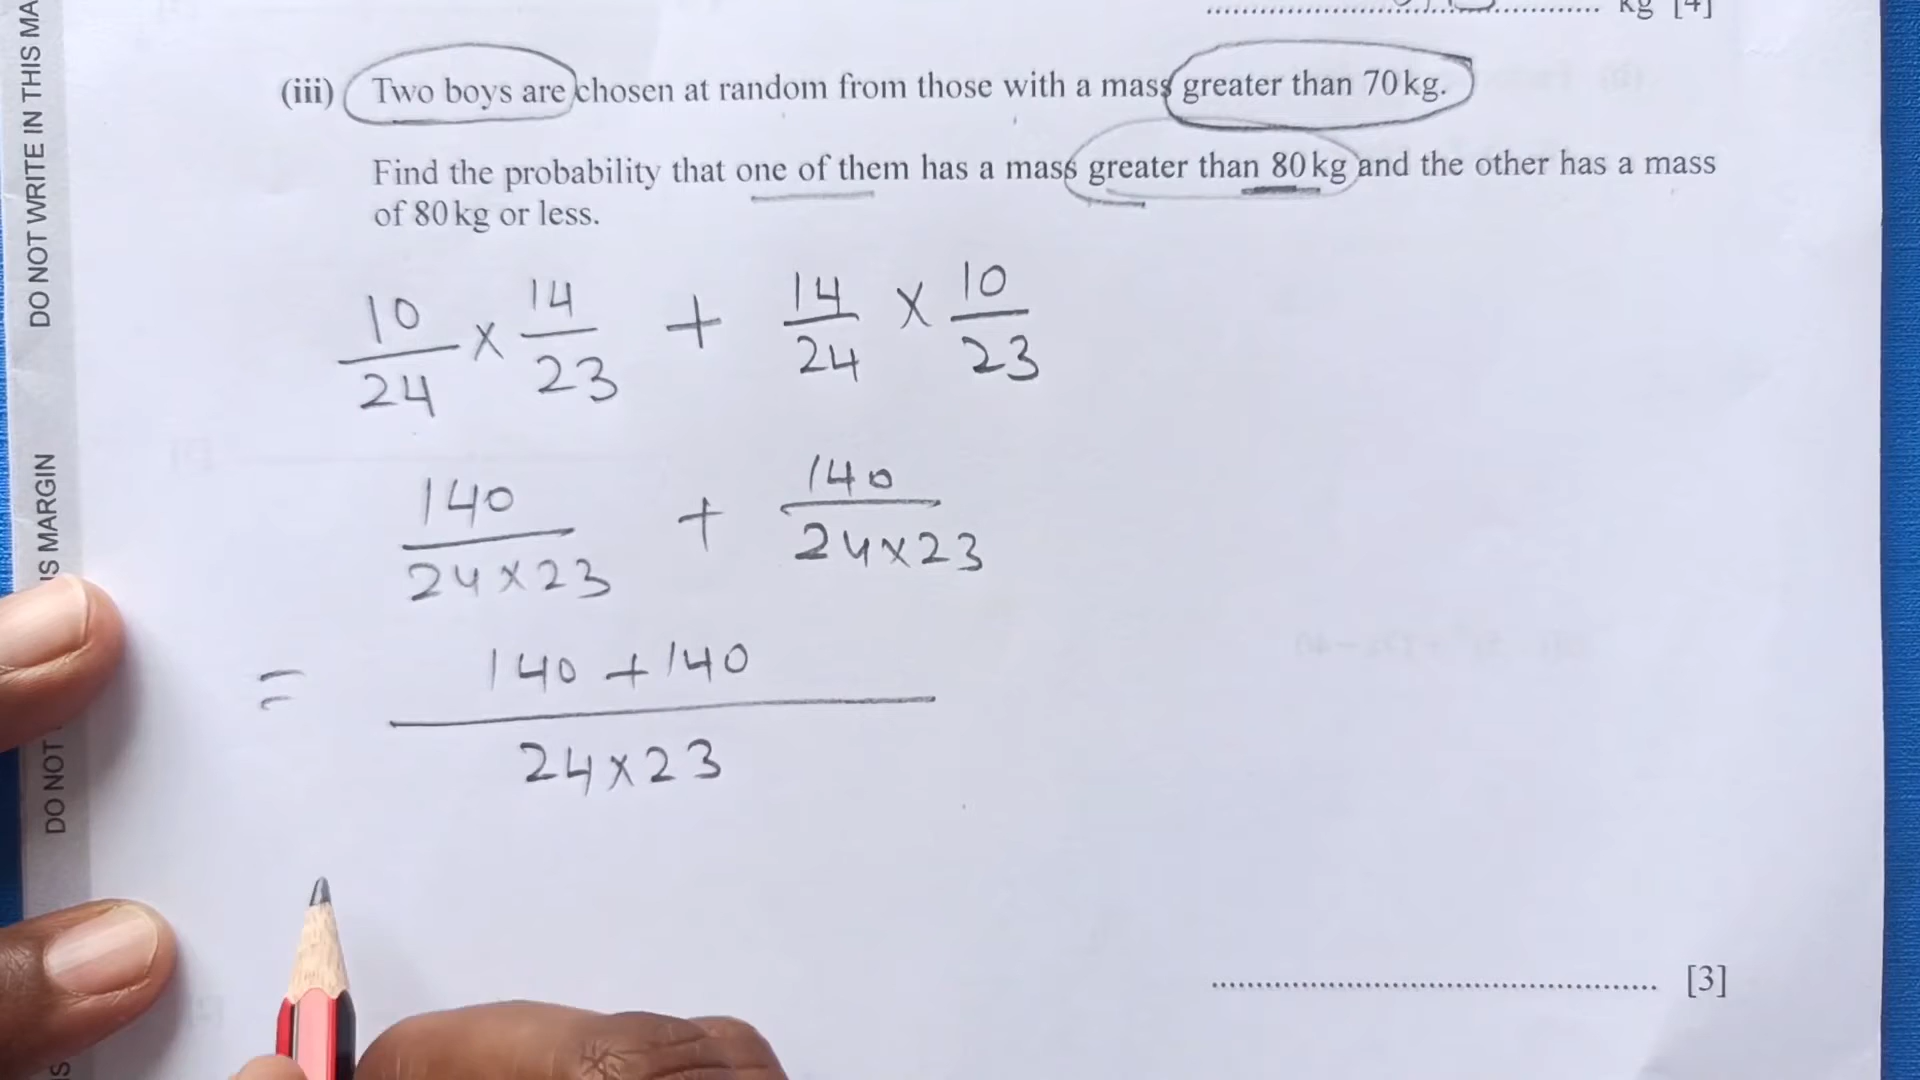 kg [4]
(iii) Two boys are chosen at random from those with a mass greater than 70 kg.
Find the probability that one of them has a mass greater than 80 kg and the other has a mass
of 80 kg or less.
10/24 × 14/23 + 14/24 × 10/23
140/24×23 + 140/24×23
= 140+140/24×23
[3]
DO NOT WRITE IN THIS MA
IS MARGIN
DO NOT
IS